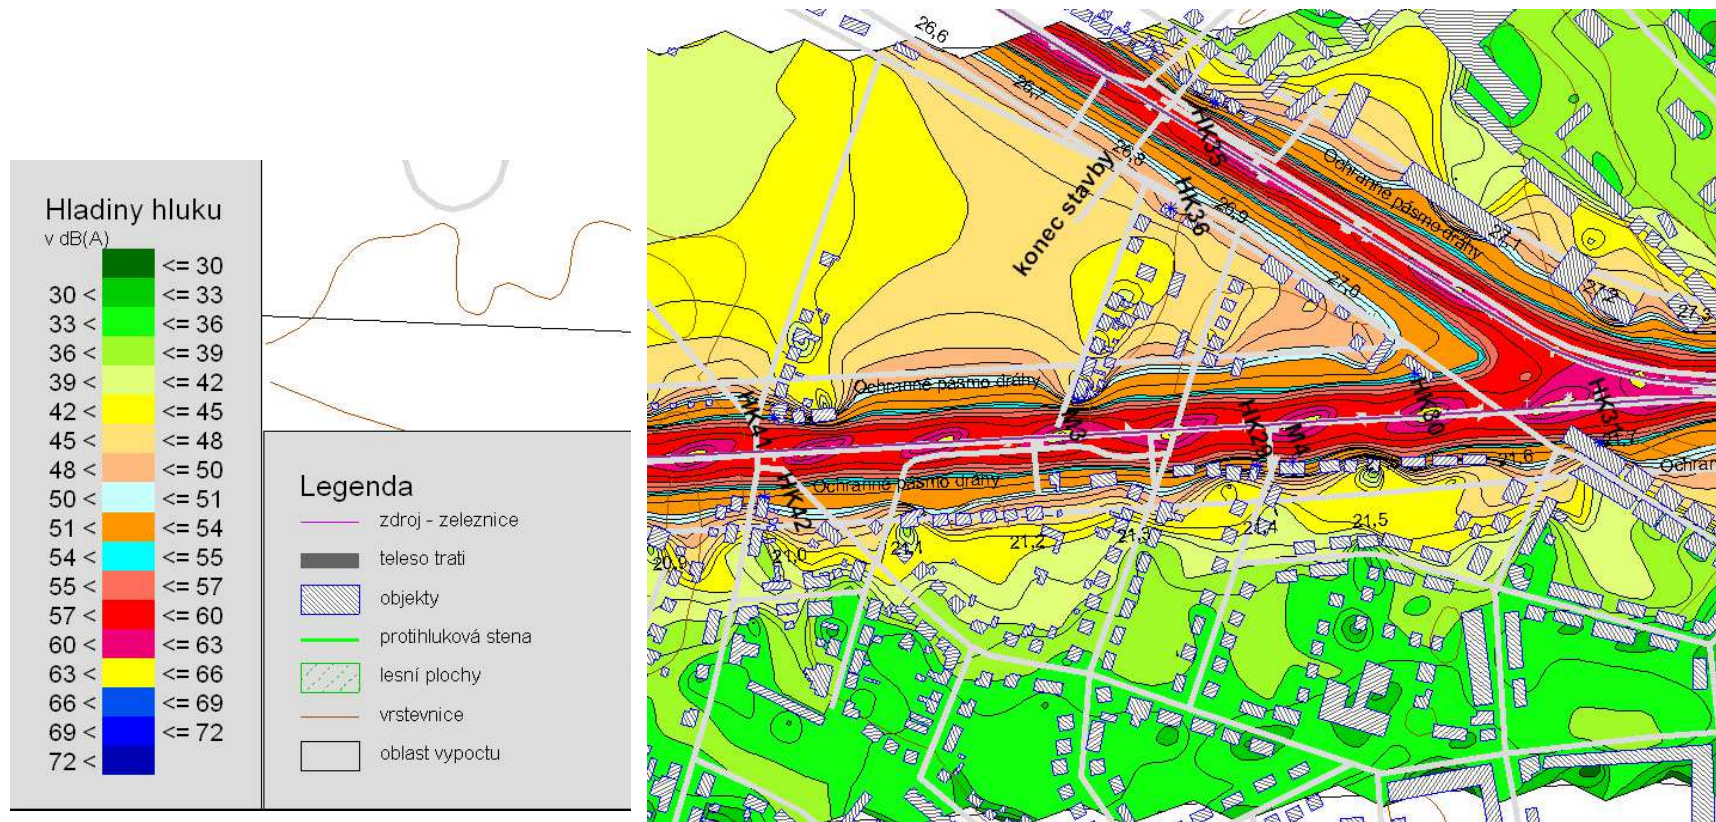 Hladiny hluku
v dB(A)
<= 30
30 < <= 33
33 < <= 36
36 < <= 39
39 < <= 42
42 < <= 45
45 < <= 48
48 < <= 50
50 < <= 51
51 < <= 54
54 < <= 55
55 < <= 57
57 < <= 60
60 < <= 63
63 < <= 66
66 < <= 69
69 < <= 72
72 <
Legenda
zdroj - zeleznice
teleso trati
objekty
protihluková stena
lesní plochy
vrstevnice
oblast vypoctu
26,6
26,7
26,8
26,9
27,0
27,1
27,2
27,3
HK35
HK36
konec stavby
Ochranné pásmo dráhy
Ochranné pásmo dráhy
HK41
M3
HK29
M4
HK30
HK31
HK42
Ochranné pásmo dráhy
Ochrann
20,9
21,0
21,1
21,2
21,3
21,4
21,5
21,6